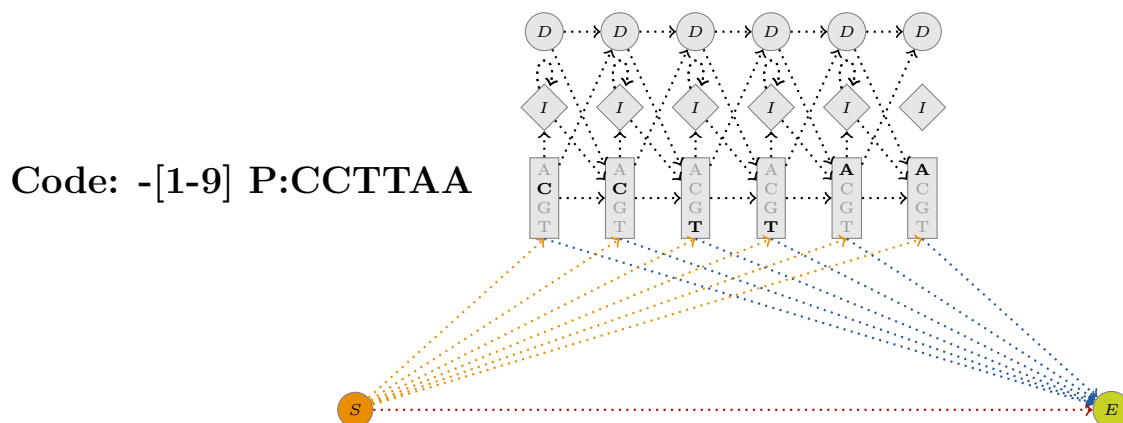 D D D D D D
I I I I I I
Code: -[1-9] P:CCTTAA
A A A A A A
C C C C C C
G G G G G G
T T T T T T
S E